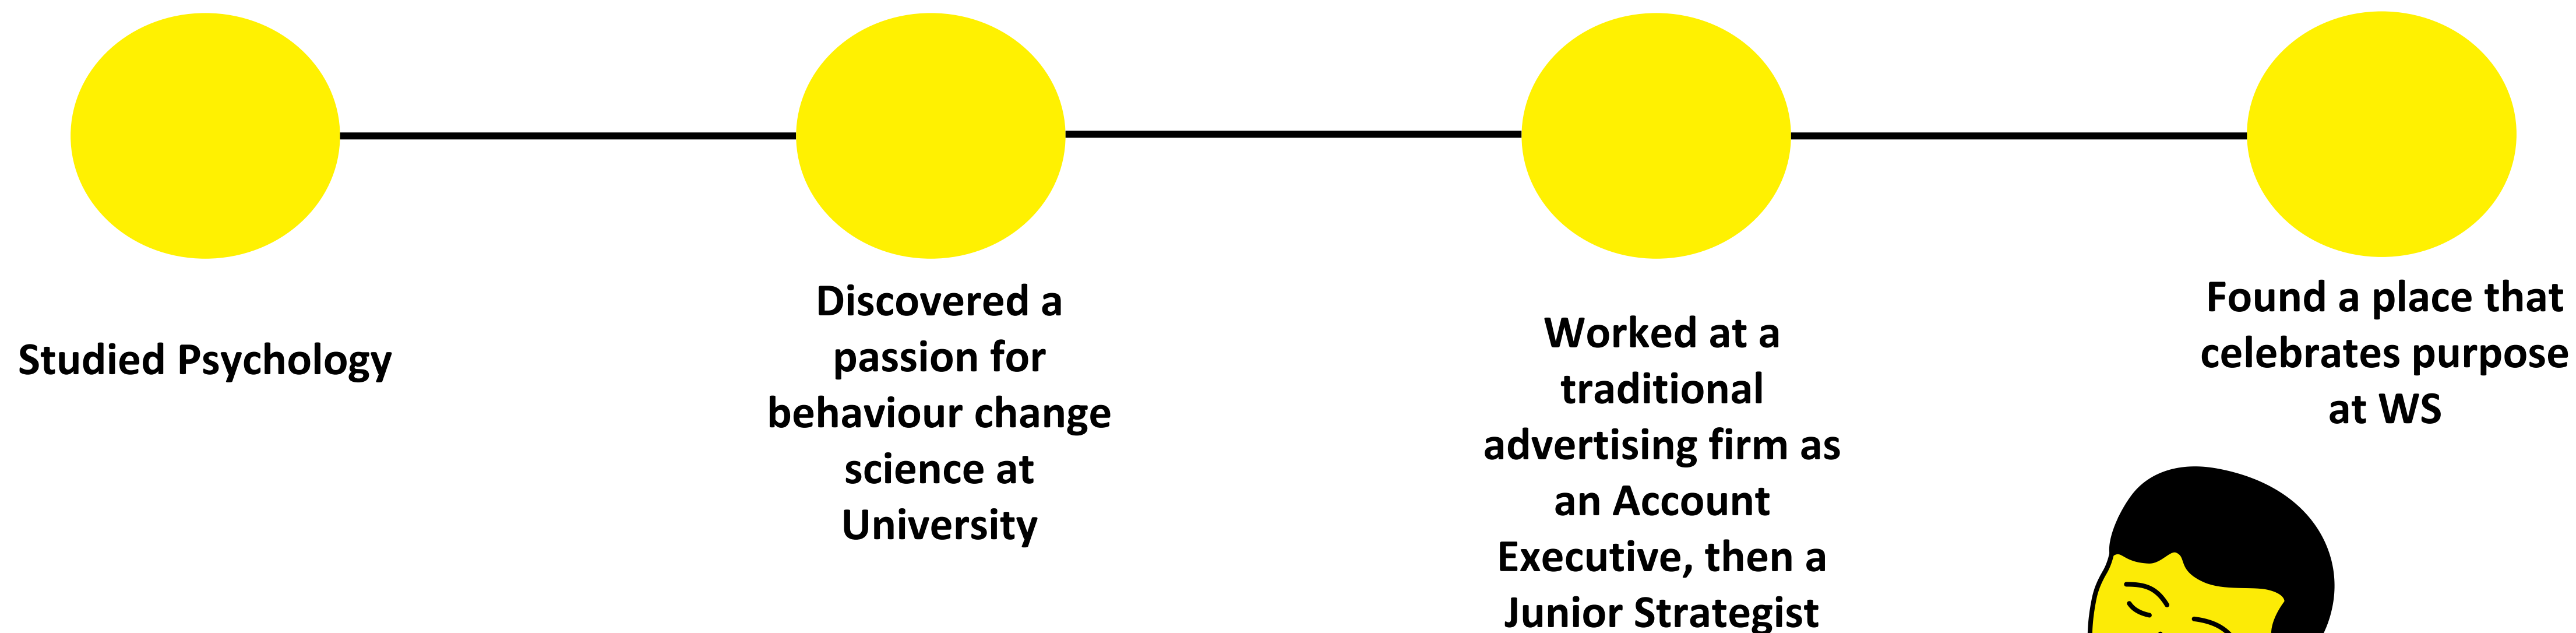 Studied Psychology
Discovered a
passion for
behaviour change
science at
University
Worked at a
traditional
advertising firm as
an Account
Executive, then a
Junior Strategist
Found a place that
celebrates purpose
at WS